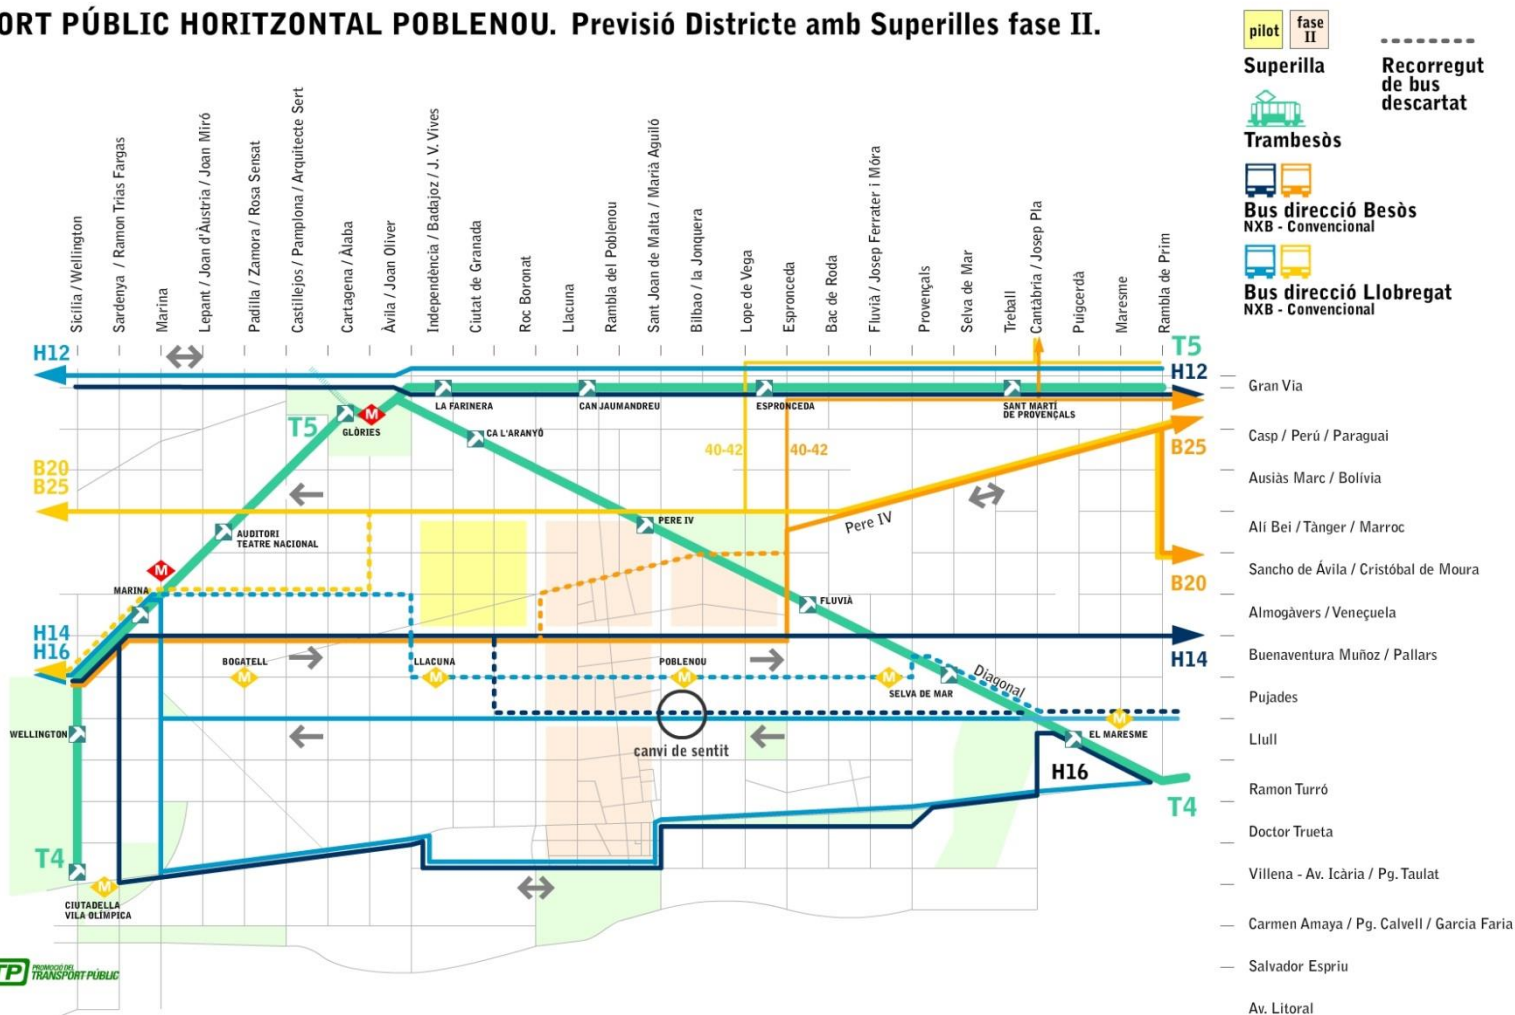 ORT PÚBLIC HORITZONTAL POBLENOU. Previsió Districte amb Superilles fase II.
pilot
fase
II
Superilla
Recorregut
de bus
descartat
Trambesòs
Bus direcció Besòs
NXB - Convencional
Bus direcció Llobregat
NXB - Convencional
Sicília / Wellington
Sardenya / Ramon Trias Fargas
Marina
Lepant / Joan d'Àustria / Joan Miró
Padilla / Zamora / Rosa Sensat
Castillejos / Pamplona / Arquitecte Sert
Cartagena / Àlaba
Àvila / Joan Oliver
Independència / Badajoz / J. V. Vives
Ciutat de Granada
Roc Boronat
Llacuna
Rambla del Poblenou
Sant Joan de Malta / Marià Aguiló
Bilbao / la Jonquera
Lope de Vega
Espronceda
Bac de Roda
Fluvià / Josep Ferrater i Móra
Provençals
Selva de Mar
Treball
Cantàbria / Josep Pla
Puigcerdà
Maresme
Rambla de Prim
H12
T5
H12
Gran Via
LA FARINERA
CAN JAUMANDREU
ESPRONCEDA
SANT MARTÍ
DE PROVENÇALS
T5
M
GLÒRIES
CA L'ARANYÓ
40-42
40-42
B25
Casp / Perú / Paraguai
B20
B25
Ausiàs Marc / Bolívia
AUDITORI
TEATRE NACIONAL
PERE IV
Pere IV
Alí Bei / Tànger / Marroc
M
MARINA
B20
Sancho de Ávila / Cristóbal de Moura
FLUVIÀ
Almogàvers / Veneçuela
H14
H16
H14
Buenaventura Muñoz / Pallars
BOGATELL
M
LLACUNA
M
POBLENOU
M
M
SELVA DE MAR
Diagonal
Pujades
WELLINGTON
canvi de sentit
M
EL MARESME
Llull
H16
Ramon Turró
T4
Doctor Trueta
T4
M
CIUTADELLA
VILA OLÍMPICA
Villena - Av. Icària / Pg. Taulat
Carmen Amaya / Pg. Calvell / Garcia Faria
TP
PROMOCIÓ DEL
TRANSPORT PÚBLIC
Salvador Espriu
Av. Litoral